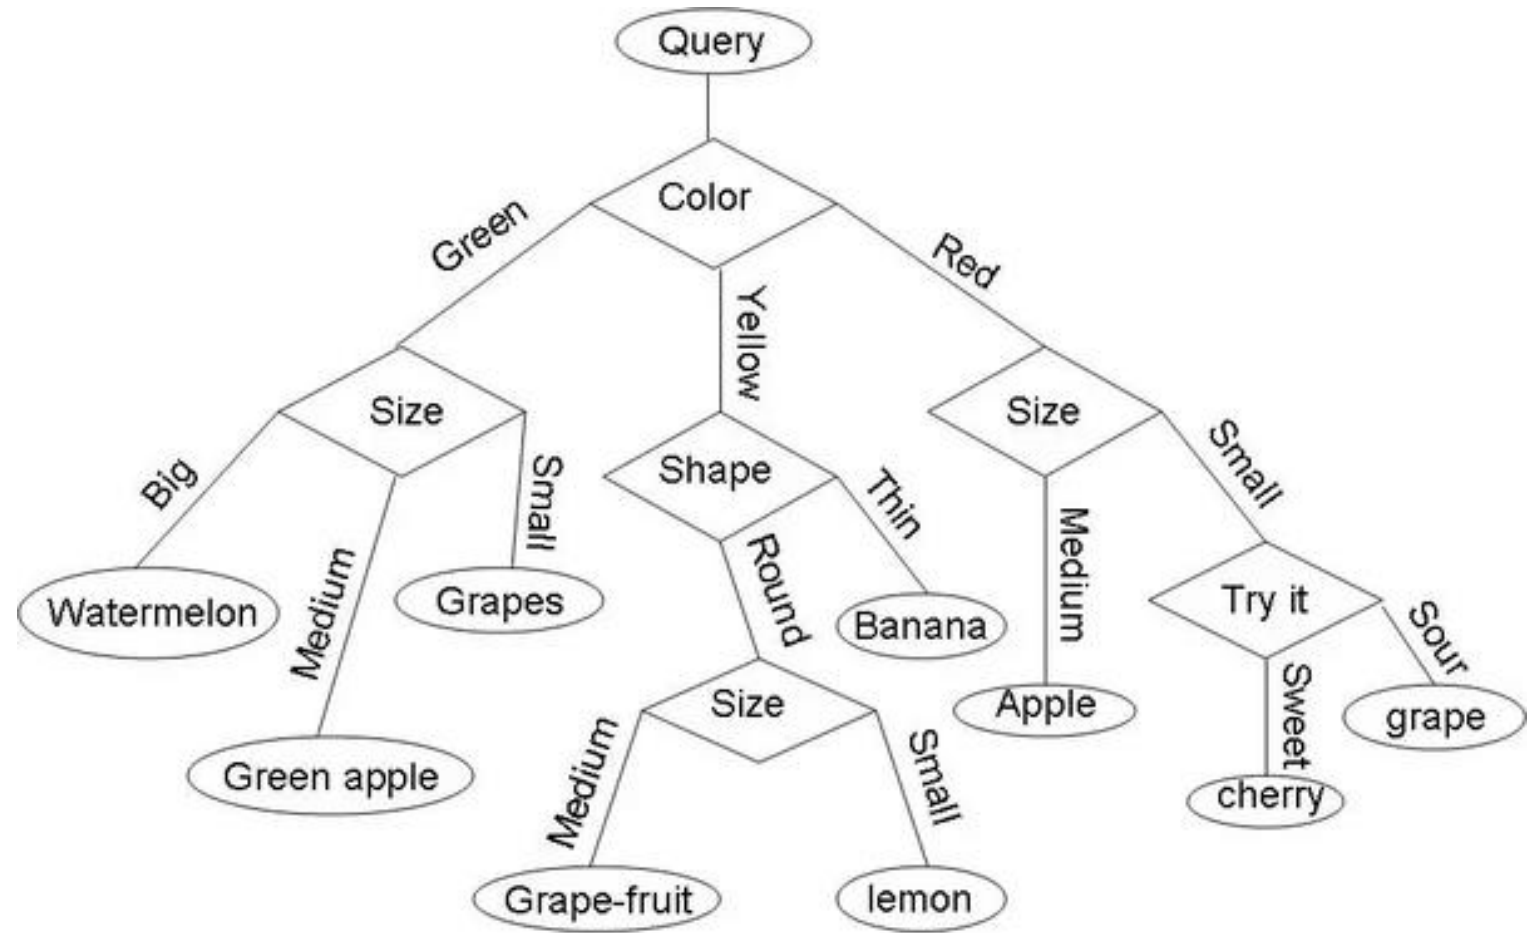 Query
Color
Green
Yellow
Red
Size
Shape
Size
Big
Medium
Small
Round
Thin
Medium
Small
Watermelon
Grapes
Banana
Try it
Green apple
Size
Apple
Sweet
Sour
cherry
grape
Medium
Small
Grape-fruit
lemon